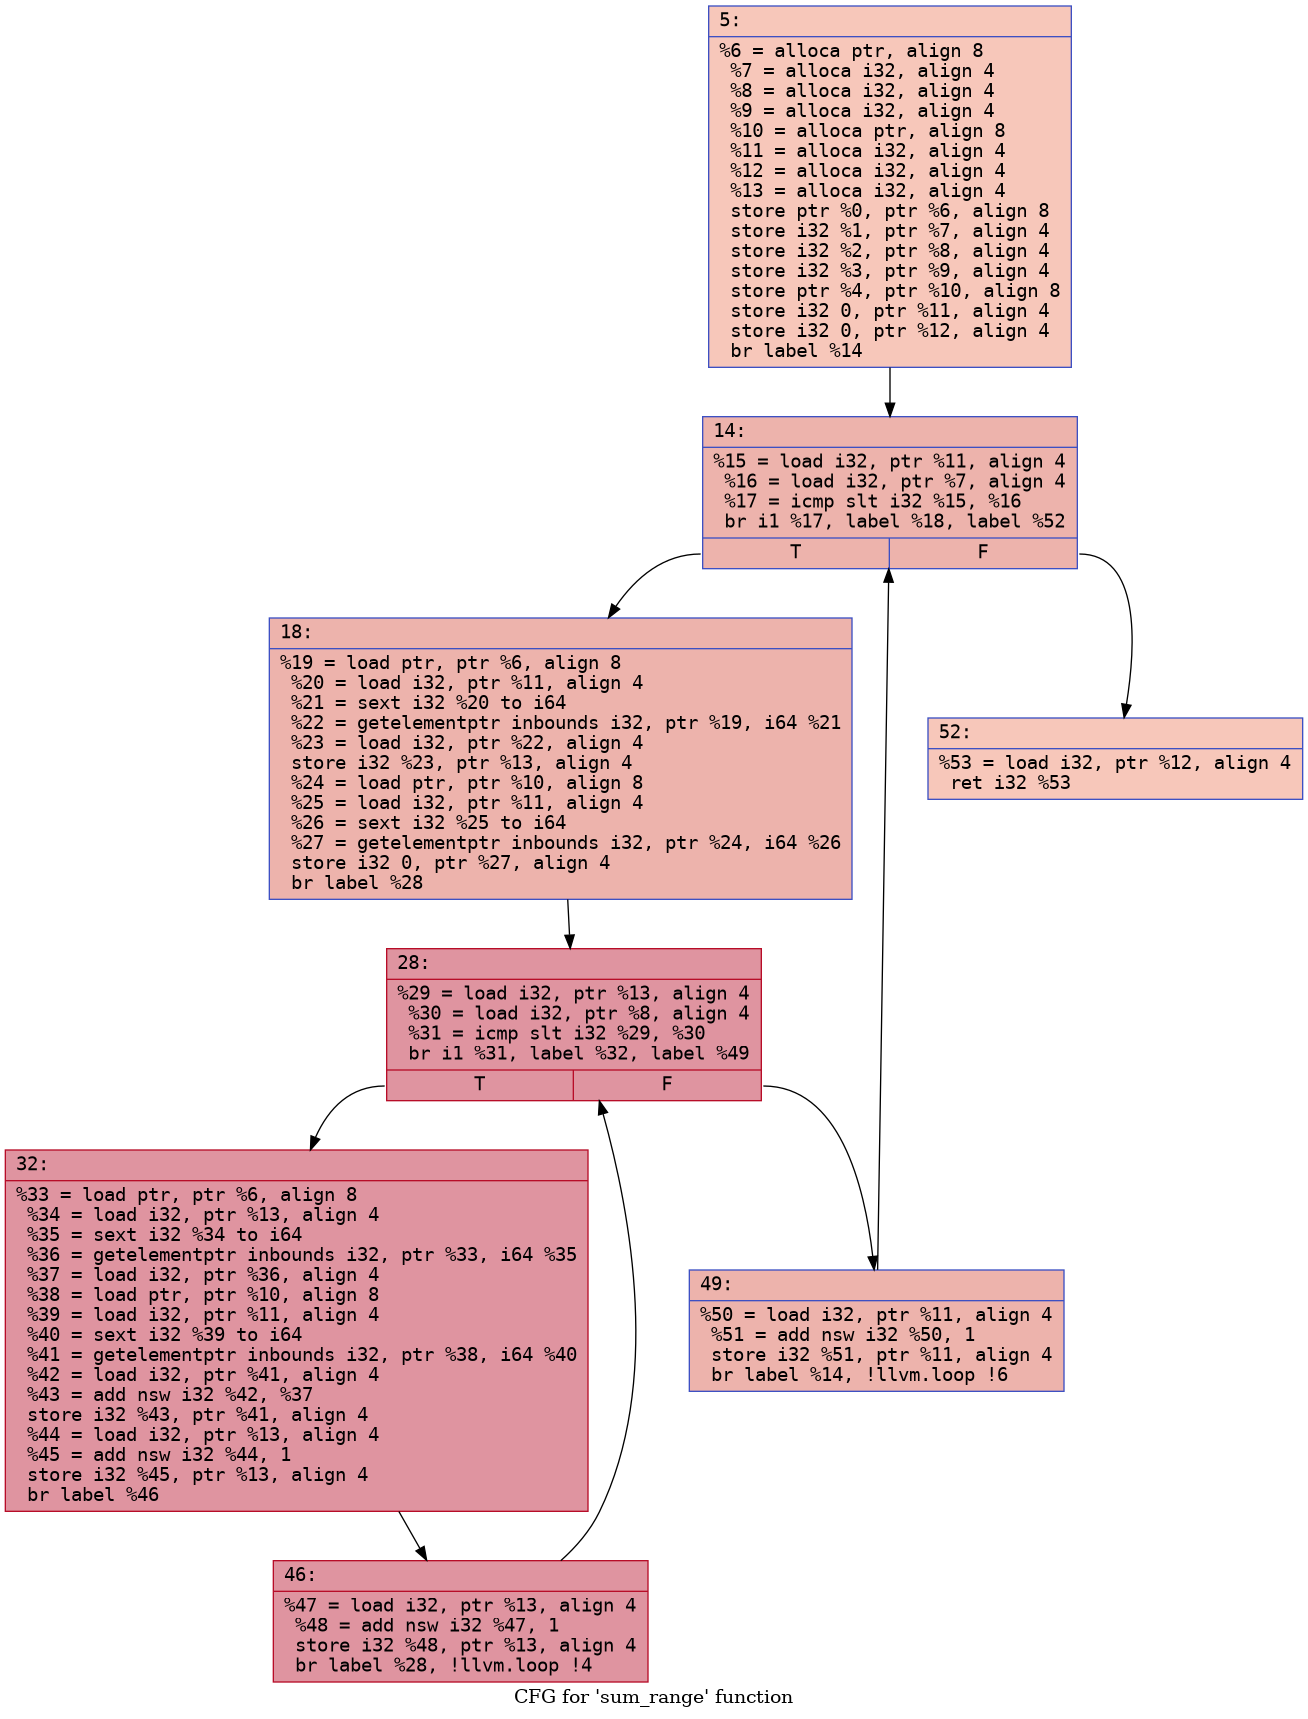 5:
%6 = alloca ptr, align 8
%7 = alloca i32, align 4
%8 = alloca i32, align 4
%9 = alloca i32, align 4
%10 = alloca ptr, align 8
%11 = alloca i32, align 4
%12 = alloca i32, align 4
%13 = alloca i32, align 4
store ptr %0, ptr %6, align 8
store i32 %1, ptr %7, align 4
store i32 %2, ptr %8, align 4
store i32 %3, ptr %9, align 4
store ptr %4, ptr %10, align 8
store i32 0, ptr %11, align 4
store i32 0, ptr %12, align 4
br label %14
14:
%15 = load i32, ptr %11, align 4
%16 = load i32, ptr %7, align 4
%17 = icmp slt i32 %15, %16
br i1 %17, label %18, label %52
T F
18:
%19 = load ptr, ptr %6, align 8
%20 = load i32, ptr %11, align 4
%21 = sext i32 %20 to i64
%22 = getelementptr inbounds i32, ptr %19, i64 %21
%23 = load i32, ptr %22, align 4
store i32 %23, ptr %13, align 4
%24 = load ptr, ptr %10, align 8
%25 = load i32, ptr %11, align 4
%26 = sext i32 %25 to i64
%27 = getelementptr inbounds i32, ptr %24, i64 %26
store i32 0, ptr %27, align 4
br label %28
52:
%53 = load i32, ptr %12, align 4
ret i32 %53
28:
%29 = load i32, ptr %13, align 4
%30 = load i32, ptr %8, align 4
%31 = icmp slt i32 %29, %30
br i1 %31, label %32, label %49
T F
32:
%33 = load ptr, ptr %6, align 8
%34 = load i32, ptr %13, align 4
%35 = sext i32 %34 to i64
%36 = getelementptr inbounds i32, ptr %33, i64 %35
%37 = load i32, ptr %36, align 4
%38 = load ptr, ptr %10, align 8
%39 = load i32, ptr %11, align 4
%40 = sext i32 %39 to i64
%41 = getelementptr inbounds i32, ptr %38, i64 %40
%42 = load i32, ptr %41, align 4
%43 = add nsw i32 %42, %37
store i32 %43, ptr %41, align 4
%44 = load i32, ptr %13, align 4
%45 = add nsw i32 %44, 1
store i32 %45, ptr %13, align 4
br label %46
49:
%50 = load i32, ptr %11, align 4
%51 = add nsw i32 %50, 1
store i32 %51, ptr %11, align 4
br label %14, !llvm.loop !6
46:
%47 = load i32, ptr %13, align 4
%48 = add nsw i32 %47, 1
store i32 %48, ptr %13, align 4
br label %28, !llvm.loop !4
CFG for 'sum_range' function